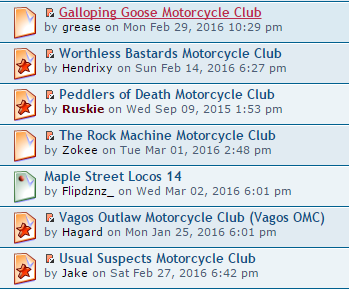 Galloping Goose Motorcycle Club
by grease on Mon Feb 29, 2016 10:29 pm
Worthless Bastards Motorcycle Club
by Hendrixy on Sun Feb 14, 2016 6:27 pm
Peddlers of Death Motorcycle Club
by Ruskie on Wed Sep 09, 2015 1:53 pm
The Rock Machine Motorcycle Club
by Zokee on Tue Mar 01, 2016 2:48 pm
Maple Street Locos 14
by Flipdznz_ on Wed Mar 02, 2016 6:01 pm
Vagos Outlaw Motorcycle Club (Vagos OMC)
by Hagard on Mon Jan 25, 2016 6:01 pm
Usual Suspects Motorcycle Club
by Jake on Sat Feb 27, 2016 6:42 pm